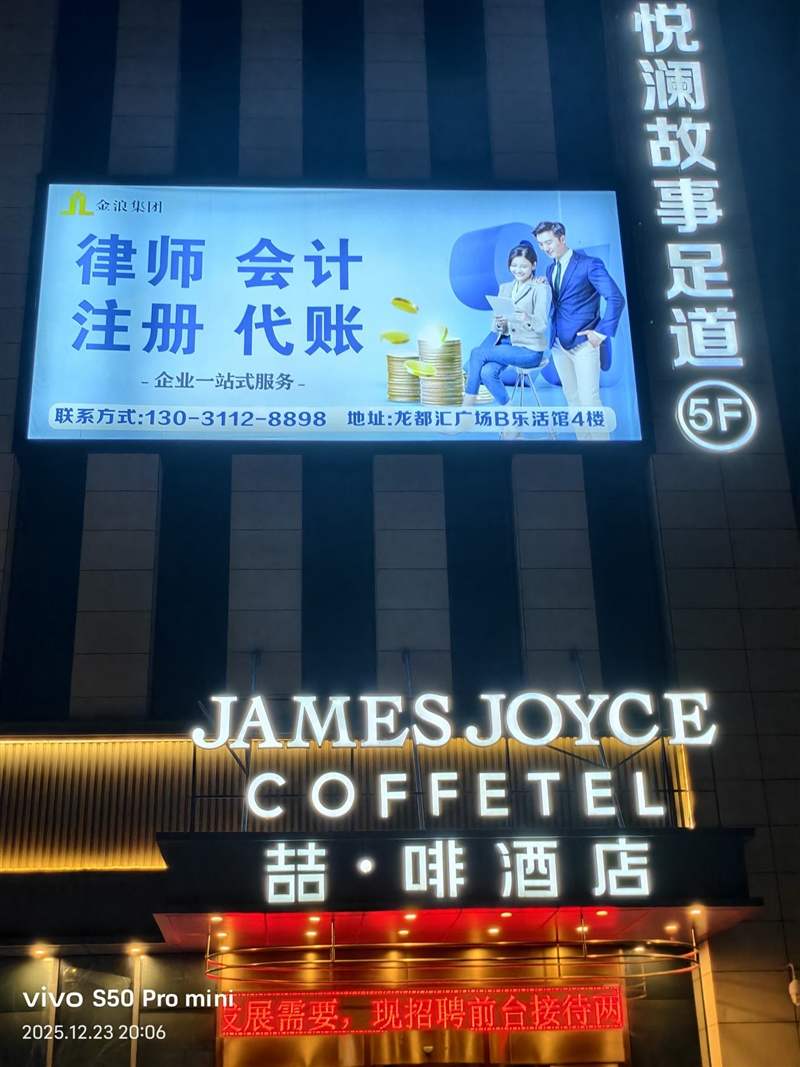 悦澜故事足道
5F
金浪集团
律师 会计
注册 代账
- 企业一站式服务 -
联系方式:130-3112-8898 地址:龙都汇广场B乐活馆4楼
JAMES JOYCE
COFFETEL
喆·啡酒店
发展需要，现招聘前台接待两
vivo S50 Pro mini
2025.12.23 20:06